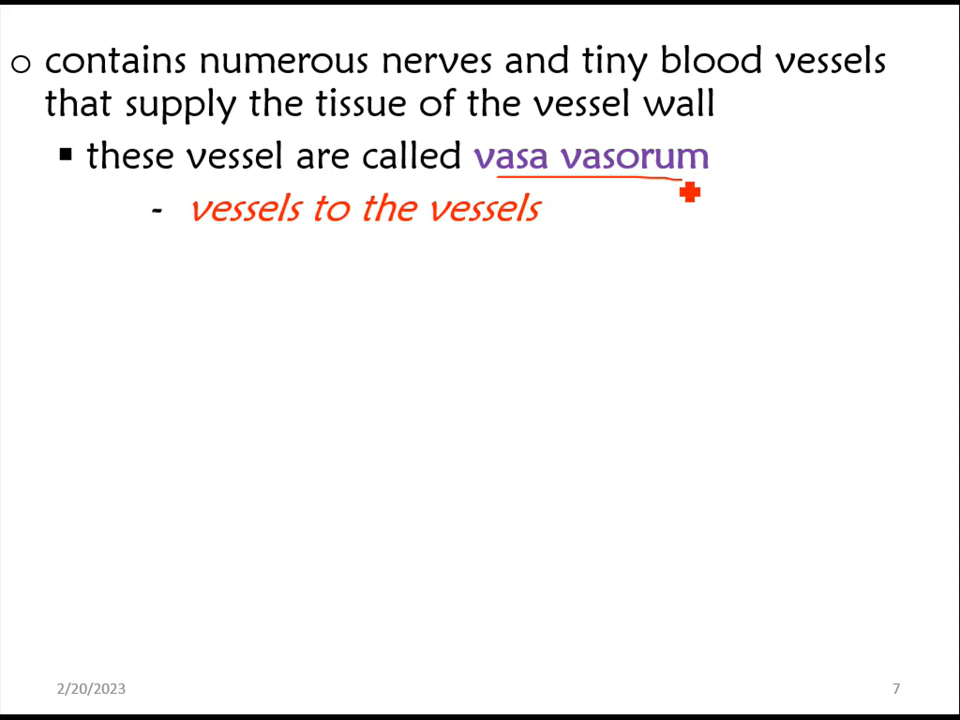 o contains numerous nerves and tiny blood vessels
that supply the tissue of the vessel wall
▪ these vessel are called vasa vasorum
- vessels to the vessels
2/20/2023
7